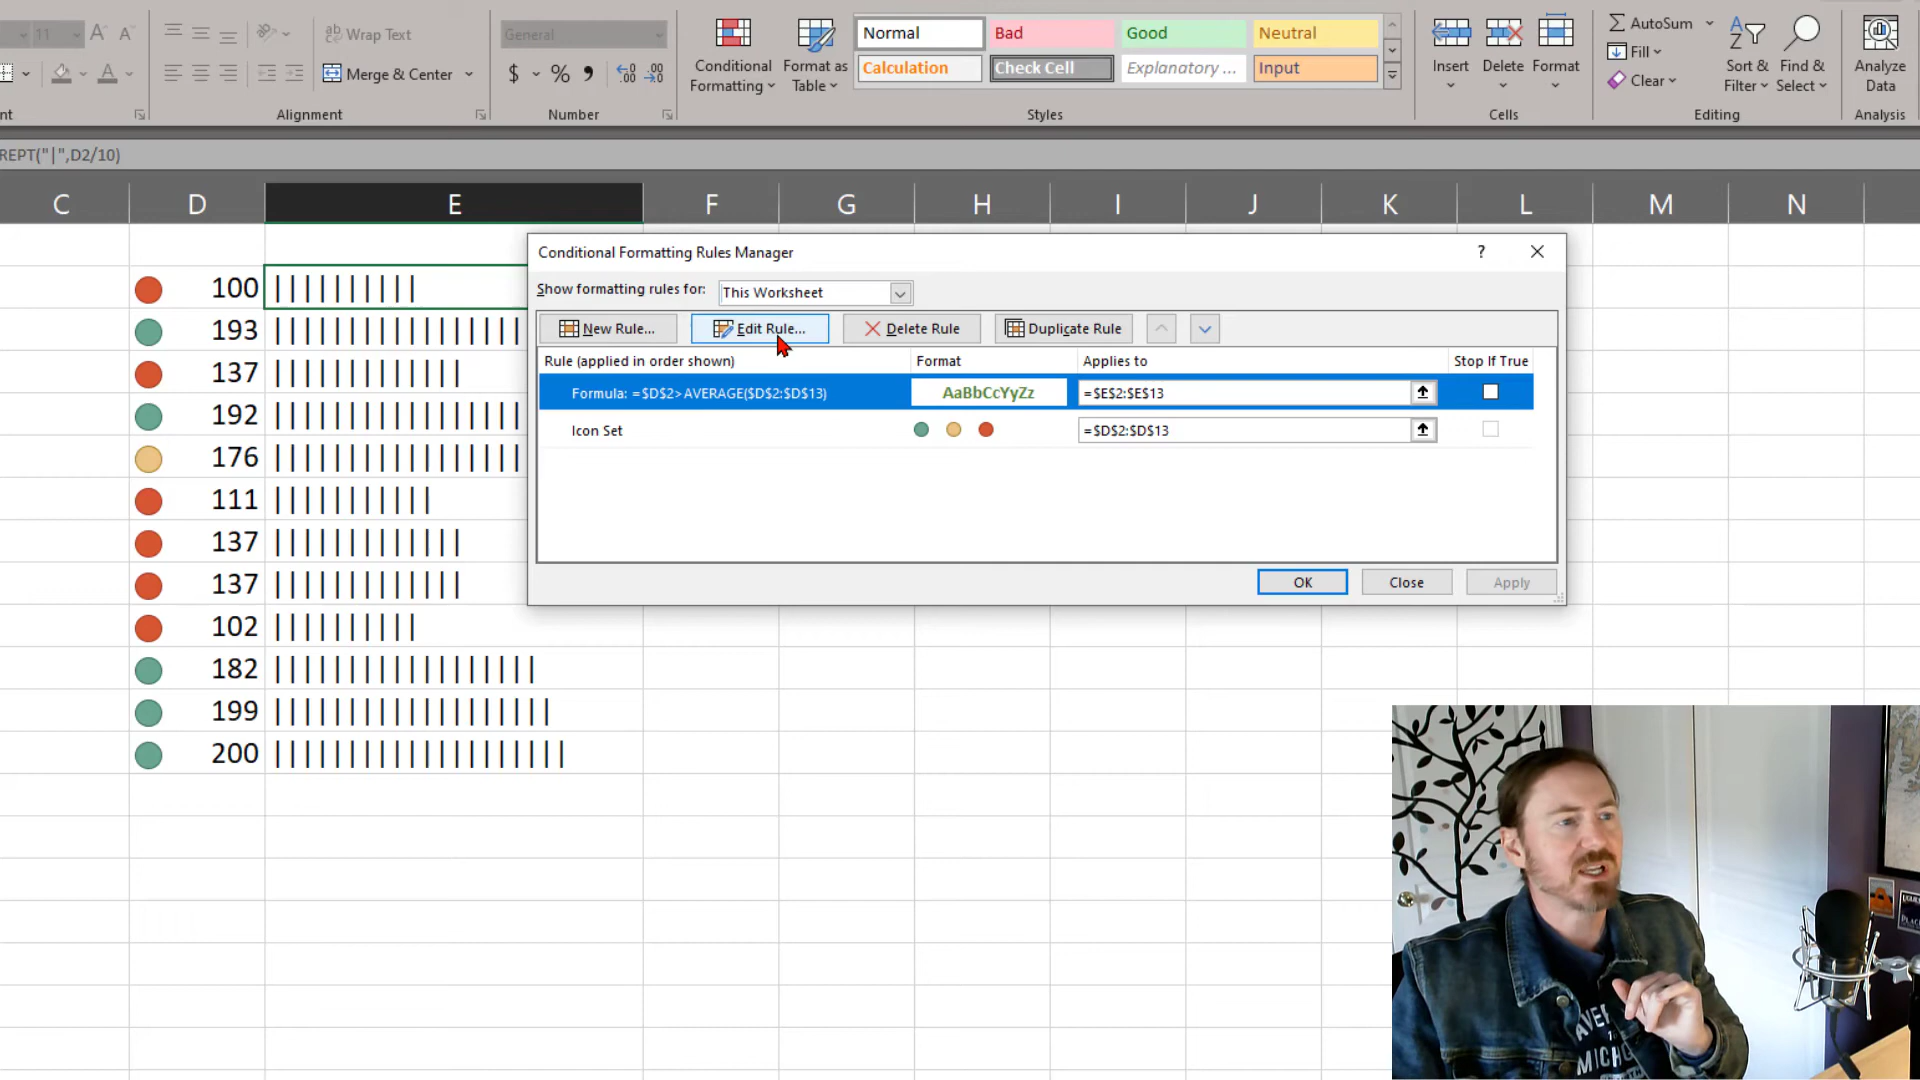 11
A
A
ab
Wrap Text
General
Conditional
Formatting
Format as
Table
Normal
Bad
Good
Neutral
Calculation
Check Cell
Explanatory ...
Input
Insert
Delete
Format
AutoSum
Fill
Clear
Sort &
Filter
Find &
Select
Analyze
Data
Merge & Center
$ % ,
nt
Alignment
Number
Styles
Cells
Editing
Analysis
REPT("|",D2/10)
C D E F G H I J K L M N
Conditional Formatting Rules Manager
? ×
Show formatting rules for: This Worksheet
New Rule... Edit Rule... Delete Rule Duplicate Rule
Rule (applied in order shown) Format Applies to Stop If True
Formula: =$D$2>AVERAGE($D$2:$D$13) AaBbCcYyZz =$E$2:$E$13
Icon Set =$D$2:$D$13
OK Close Apply
100 ||||||||||
193
137 |||||||||||||
192
176
111 |||||||||||
137 |||||||||||||
137 |||||||||||||
102 ||||||||||
182 ||||||||||||||||||
199 |||||||||||||||||||
200 ||||||||||||||||||||